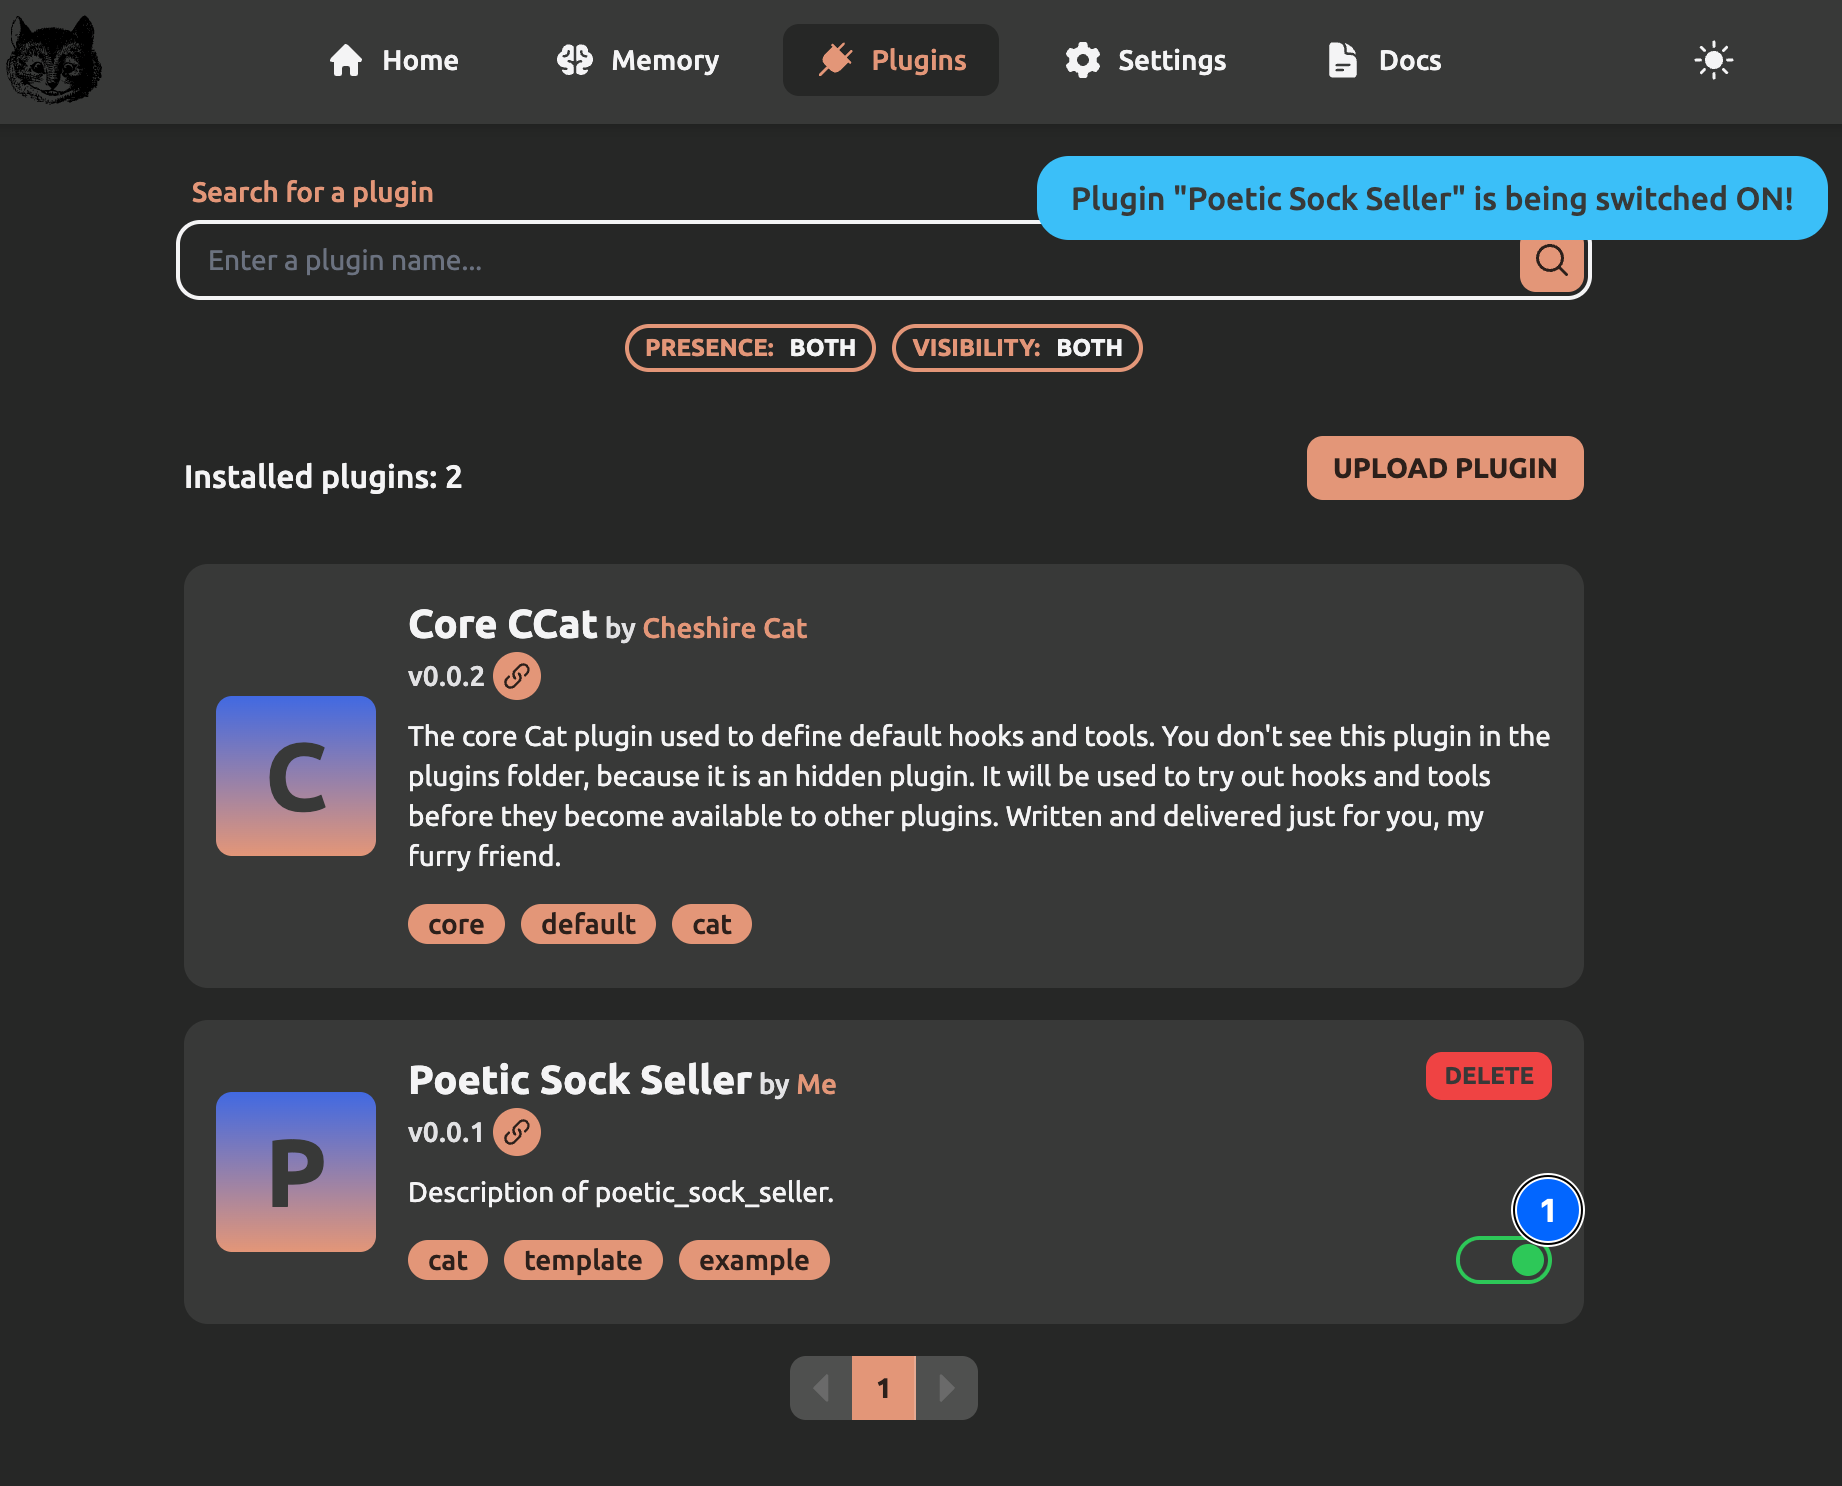 Home
Memory
Plugins
Settings
Docs
Search for a plugin
Plugin "Poetic Sock Seller" is being switched ON!
Enter a plugin name...
PRESENCE: BOTH
VISIBILITY: BOTH
Installed plugins: 2
UPLOAD PLUGIN
C
Core CCat by Cheshire Cat
v0.0.2
The core Cat plugin used to define default hooks and tools. You don't see this plugin in the
plugins folder, because it is an hidden plugin. It will be used to try out hooks and tools
before they become available to other plugins. Written and delivered just for you, my
furry friend.
core
default
cat
P
Poetic Sock Seller by Me
DELETE
v0.0.1
Description of poetic_sock_seller.
1
cat
template
example
1